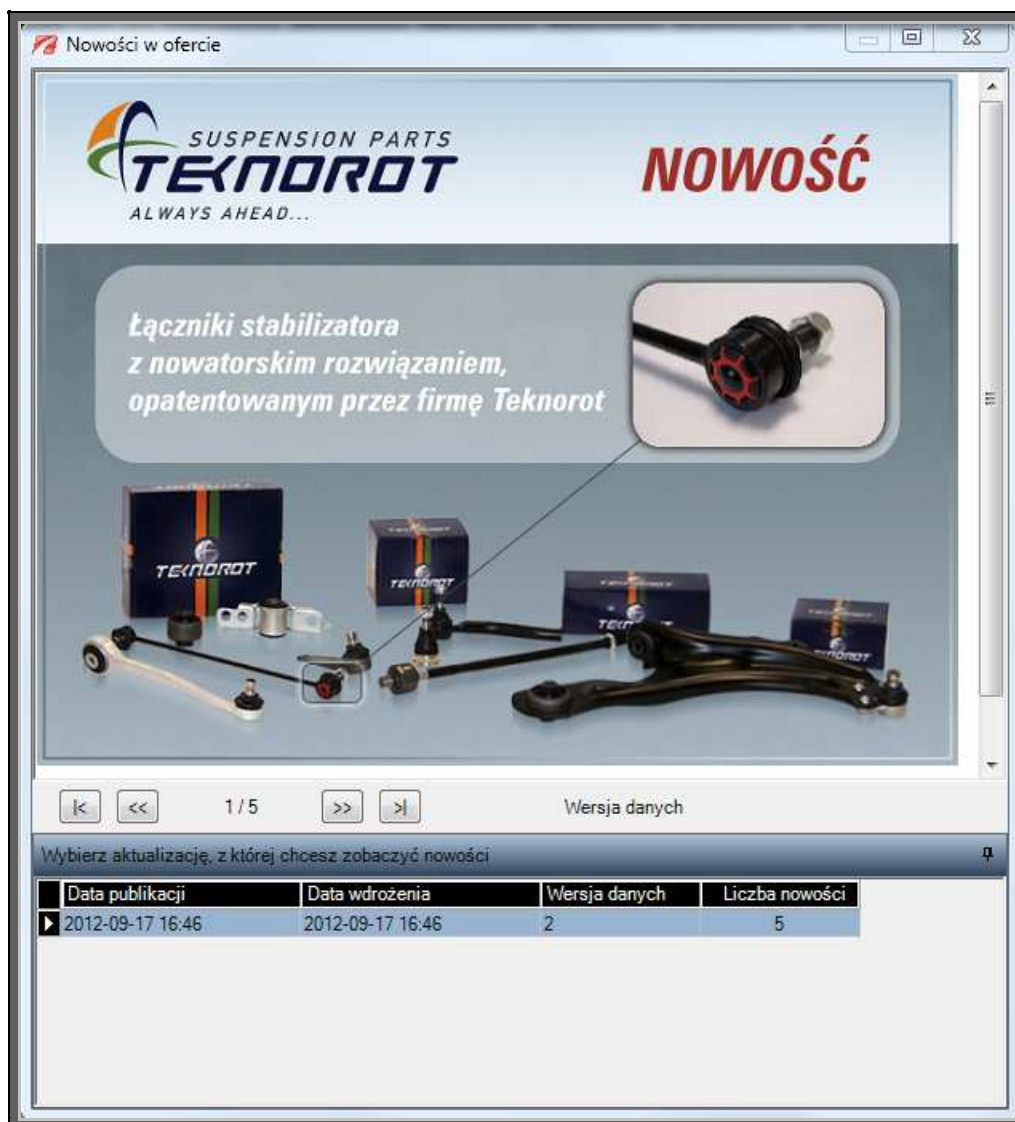 Nowości w ofercie
SUSPENSION PARTS
TEKNOROT
ALWAYS AHEAD...
NOWOŚĆ
Łączniki stabilizatora
z nowatorskim rozwiązaniem,
opatentowanym przez firmę Teknorot
TEKNOROT
TEKNOROT
TEKNOROT
TEKNOROT
|< << 1 / 5 >> >| Wersja danych
Wybierz aktualizację, z której chcesz zobaczyć nowości
Data publikacji Data wdrożenia Wersja danych Liczba nowości
2012-09-17 16:46 2012-09-17 16:46 2 5